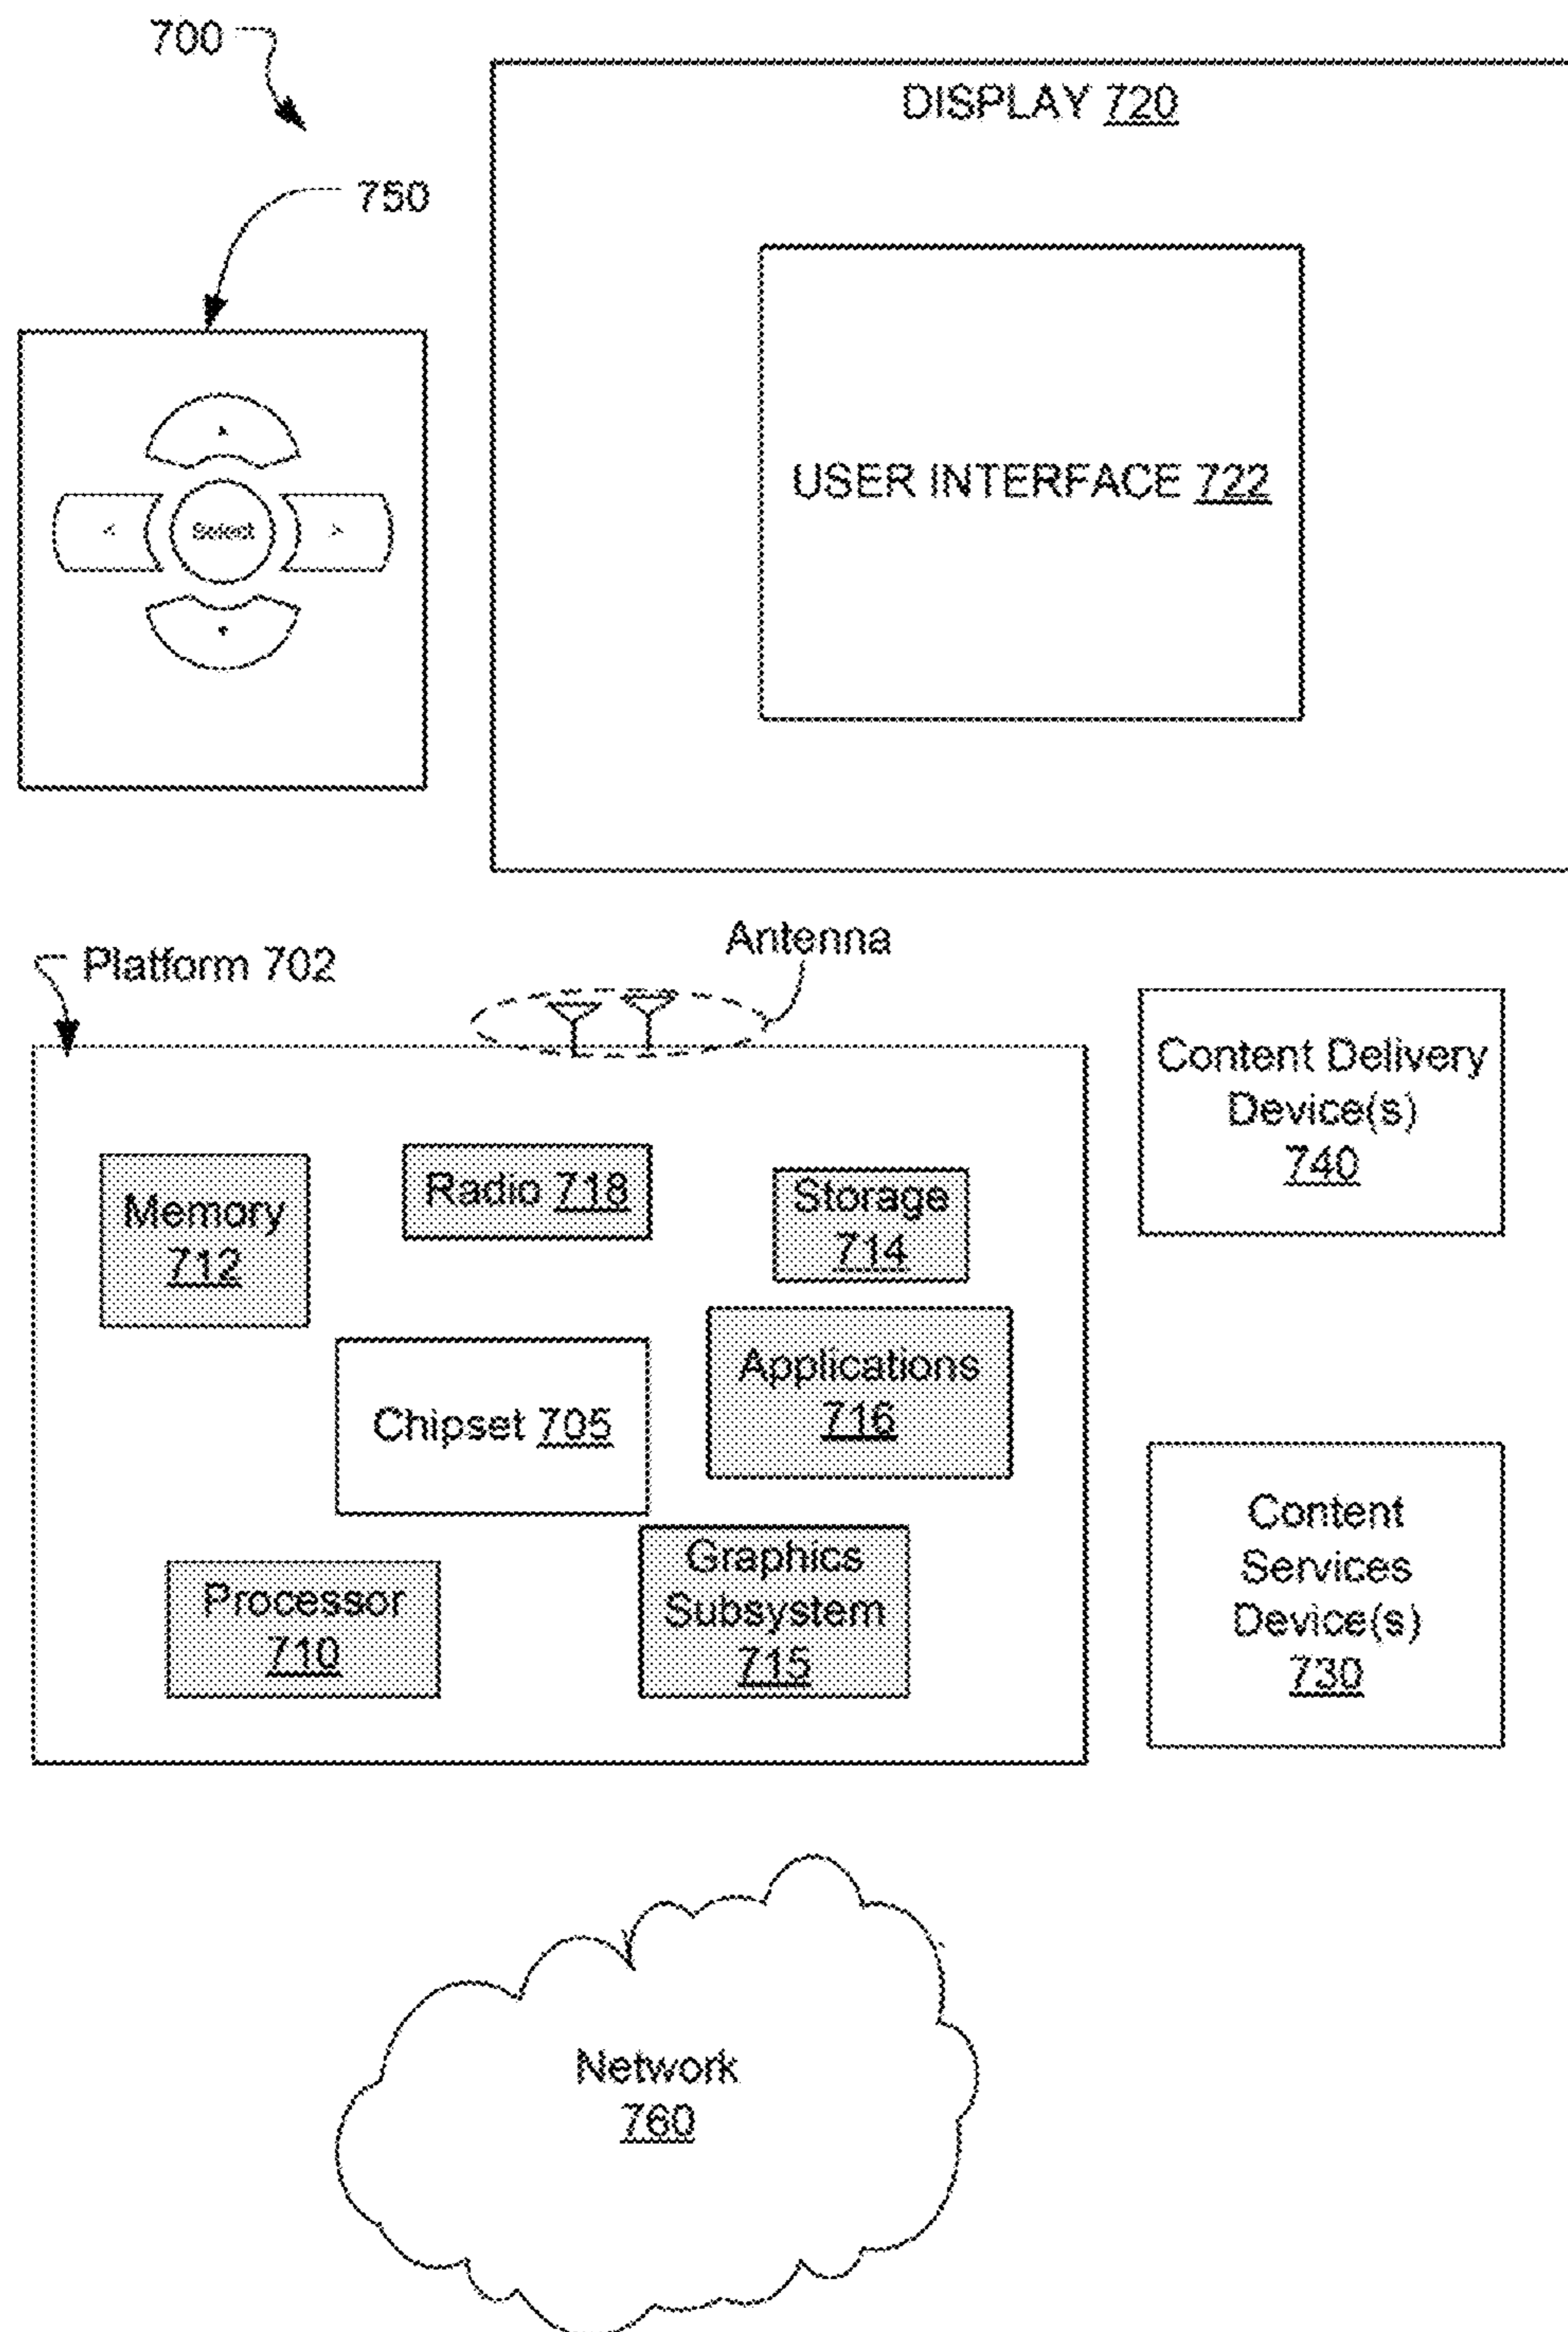 700
DISPLAY 720
750
USER INTERFACE 722
<
Select
>
Antenna
Platform 702
Content Delivery
Device(s)
740
Memory
712
Radio 718
Storage
714
Applications
716
Chipset 705
Content
Services
Device(s)
730
Graphics
Subsystem
715
Processor
710
Network
760